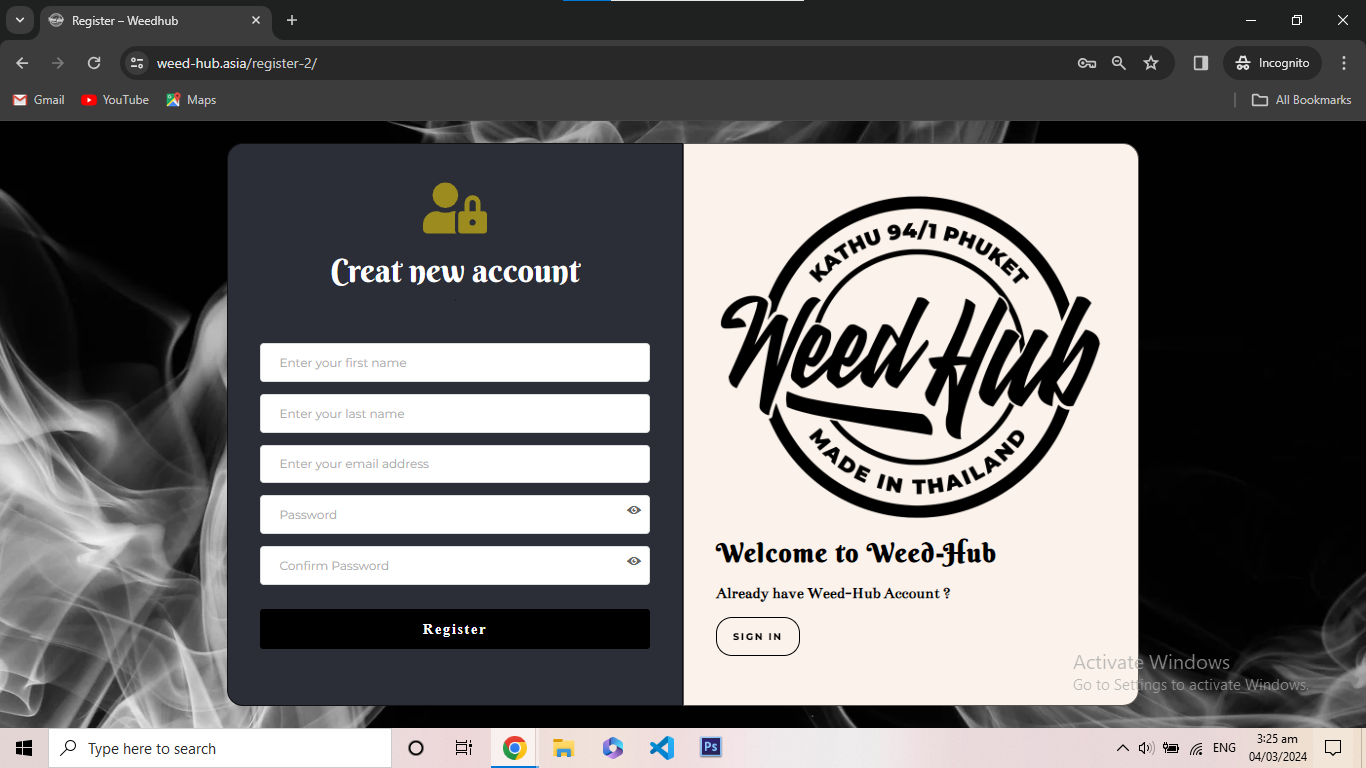 Register – Weedhub
weed-hub.asia/register-2/
Incognito
Gmail
YouTube
Maps
All Bookmarks
Creat new account
Enter your first name
Enter your last name
Enter your email address
Password
Confirm Password
Register
KATHU 94/1 PHUKET
Weed Hub
MADE IN THAILAND
Welcome to Weed-Hub
Already have Weed-Hub Account ?
SIGN IN
Activate Windows
Go to Settings to activate Windows.
Type here to search
Ps
ENG
3:25 am
04/03/2024